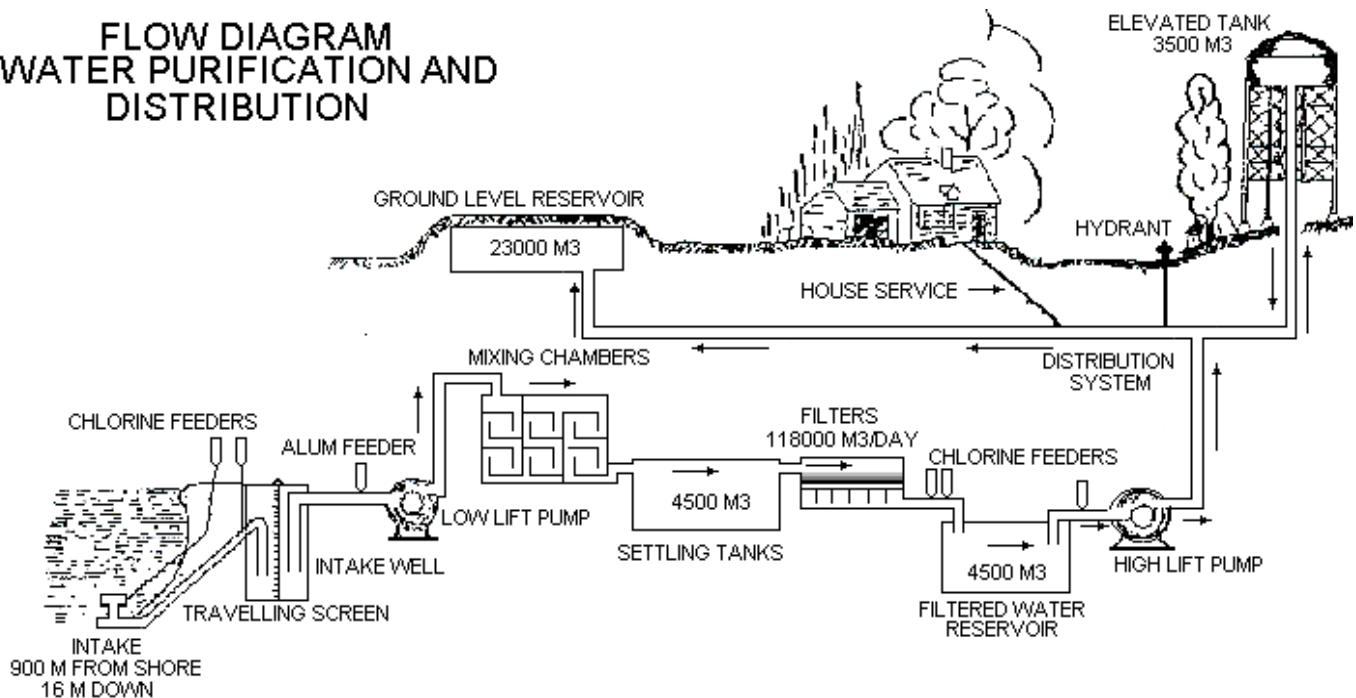 FLOW DIAGRAM
WATER PURIFICATION AND
DISTRIBUTION
ELEVATED TANK
3500 M3
GROUND LEVEL RESERVOIR
23000 M3
HYDRANT
HOUSE SERVICE
MIXING CHAMBERS
DISTRIBUTION
SYSTEM
CHLORINE FEEDERS
ALUM FEEDER
FILTERS
118000 M3/DAY
CHLORINE FEEDERS
LOW LIFT PUMP
4500 M3
SETTLING TANKS
INTAKE WELL
4500 M3
HIGH LIFT PUMP
TRAVELLING SCREEN
FILTERED WATER
RESERVOIR
INTAKE
900 M FROM SHORE
16 M DOWN